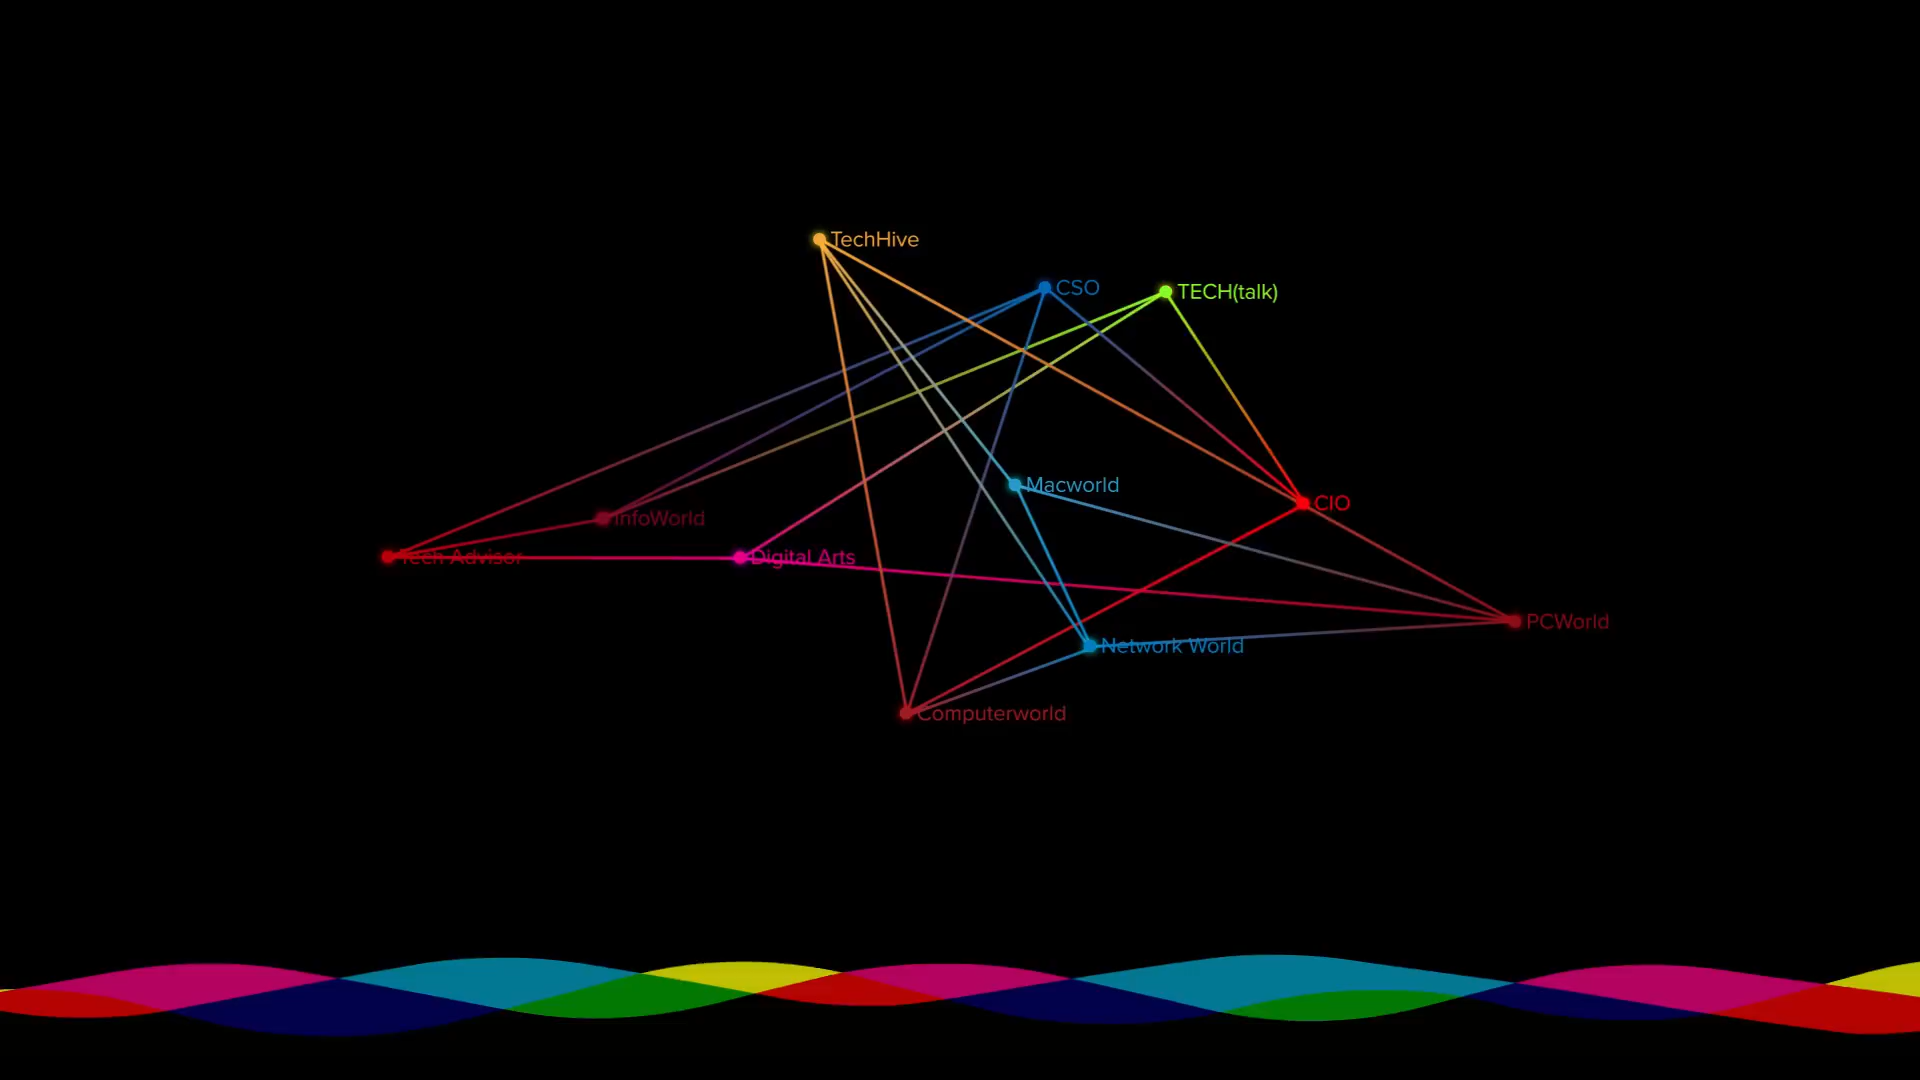 TechHive
CSO
TECH(talk)
Macworld
CIO
InfoWorld
Tech Advisor
Digital Arts
PCWorld
Network World
Computerworld